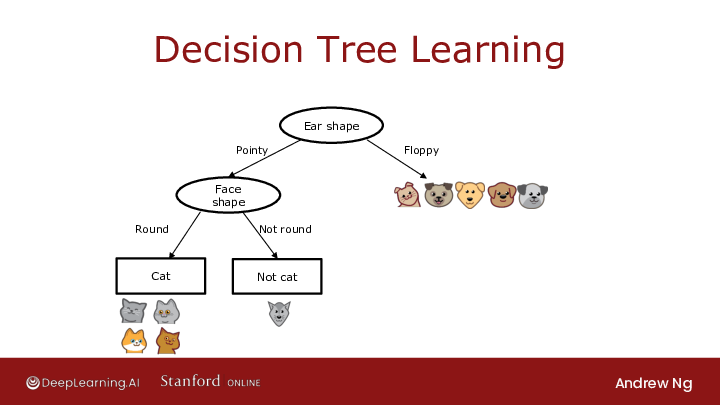 Decision Tree Learning
Ear shape
Pointy
Floppy
Face
shape
Round
Not round
Cat
Not cat
DeepLearning.AI
Stanford ONLINE
Andrew Ng